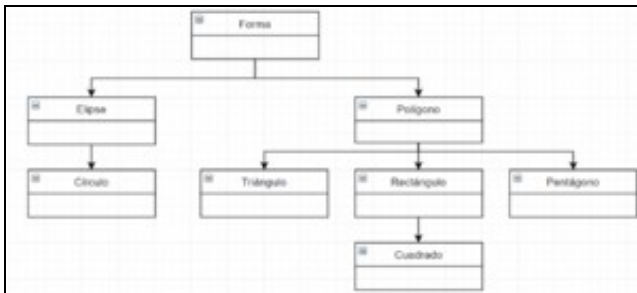 Forma
Elipse
Polígono
Círculo
Triángulo
Rectángulo
Pentágono
Cuadrado